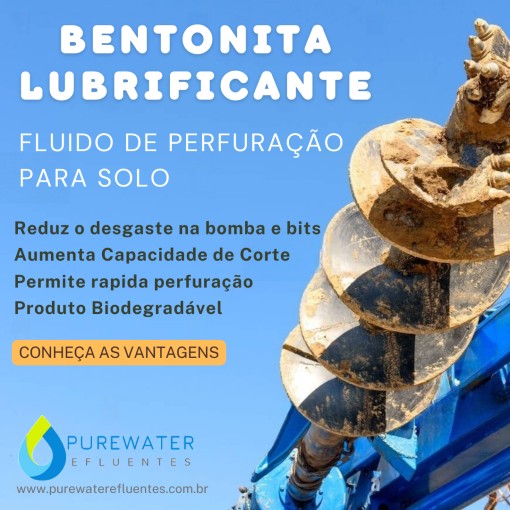 BENTONITA
LUBRIFICANTE
FLUIDO DE PERFURAÇÃO
PARA SOLO
Reduz o desgaste na bomba e bits
Aumenta Capacidade de Corte
Permite rapida perfuração
Produto Biodegradável
CONHEÇA AS VANTAGENS
PUREWATER
EFLUENTES
www.purewaterefluentes.com.br